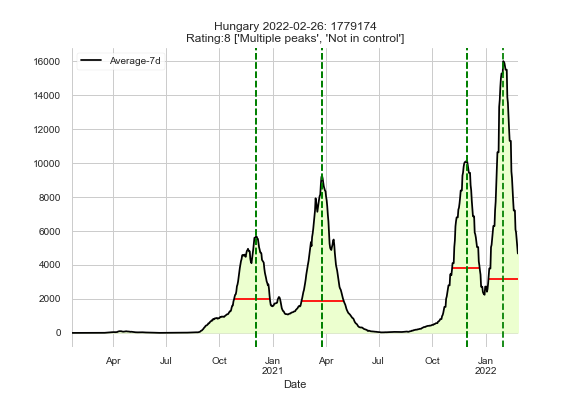 Hungary 2022-02-26: 1779174
Rating:8 ['Multiple peaks', 'Not in control']
Average-7d
16000
14000
12000
10000
8000
6000
4000
2000
0
Apr Jul Oct Jan Apr Jul Oct Jan
2021 2022
Date